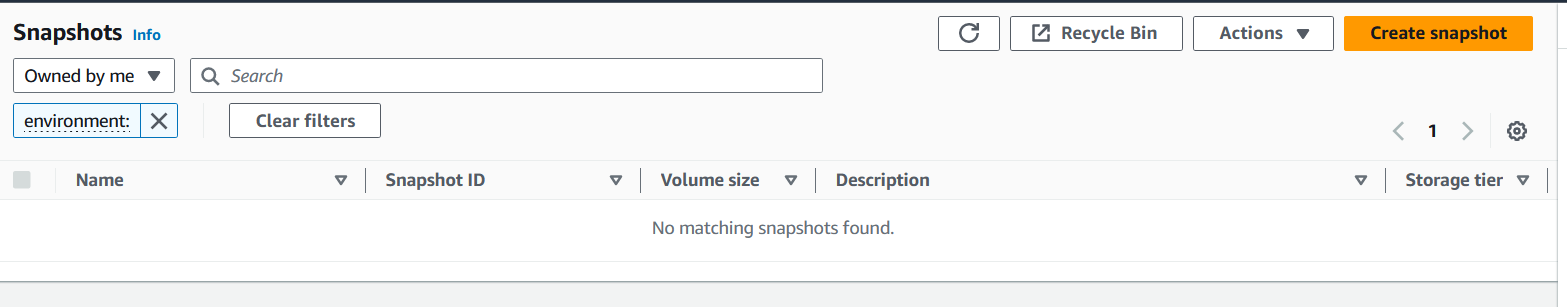 Snapshots Info
Recycle Bin Actions Create snapshot
Owned by me Search
environment: Clear filters
1
Name Snapshot ID Volume size Description Storage tier
No matching snapshots found.